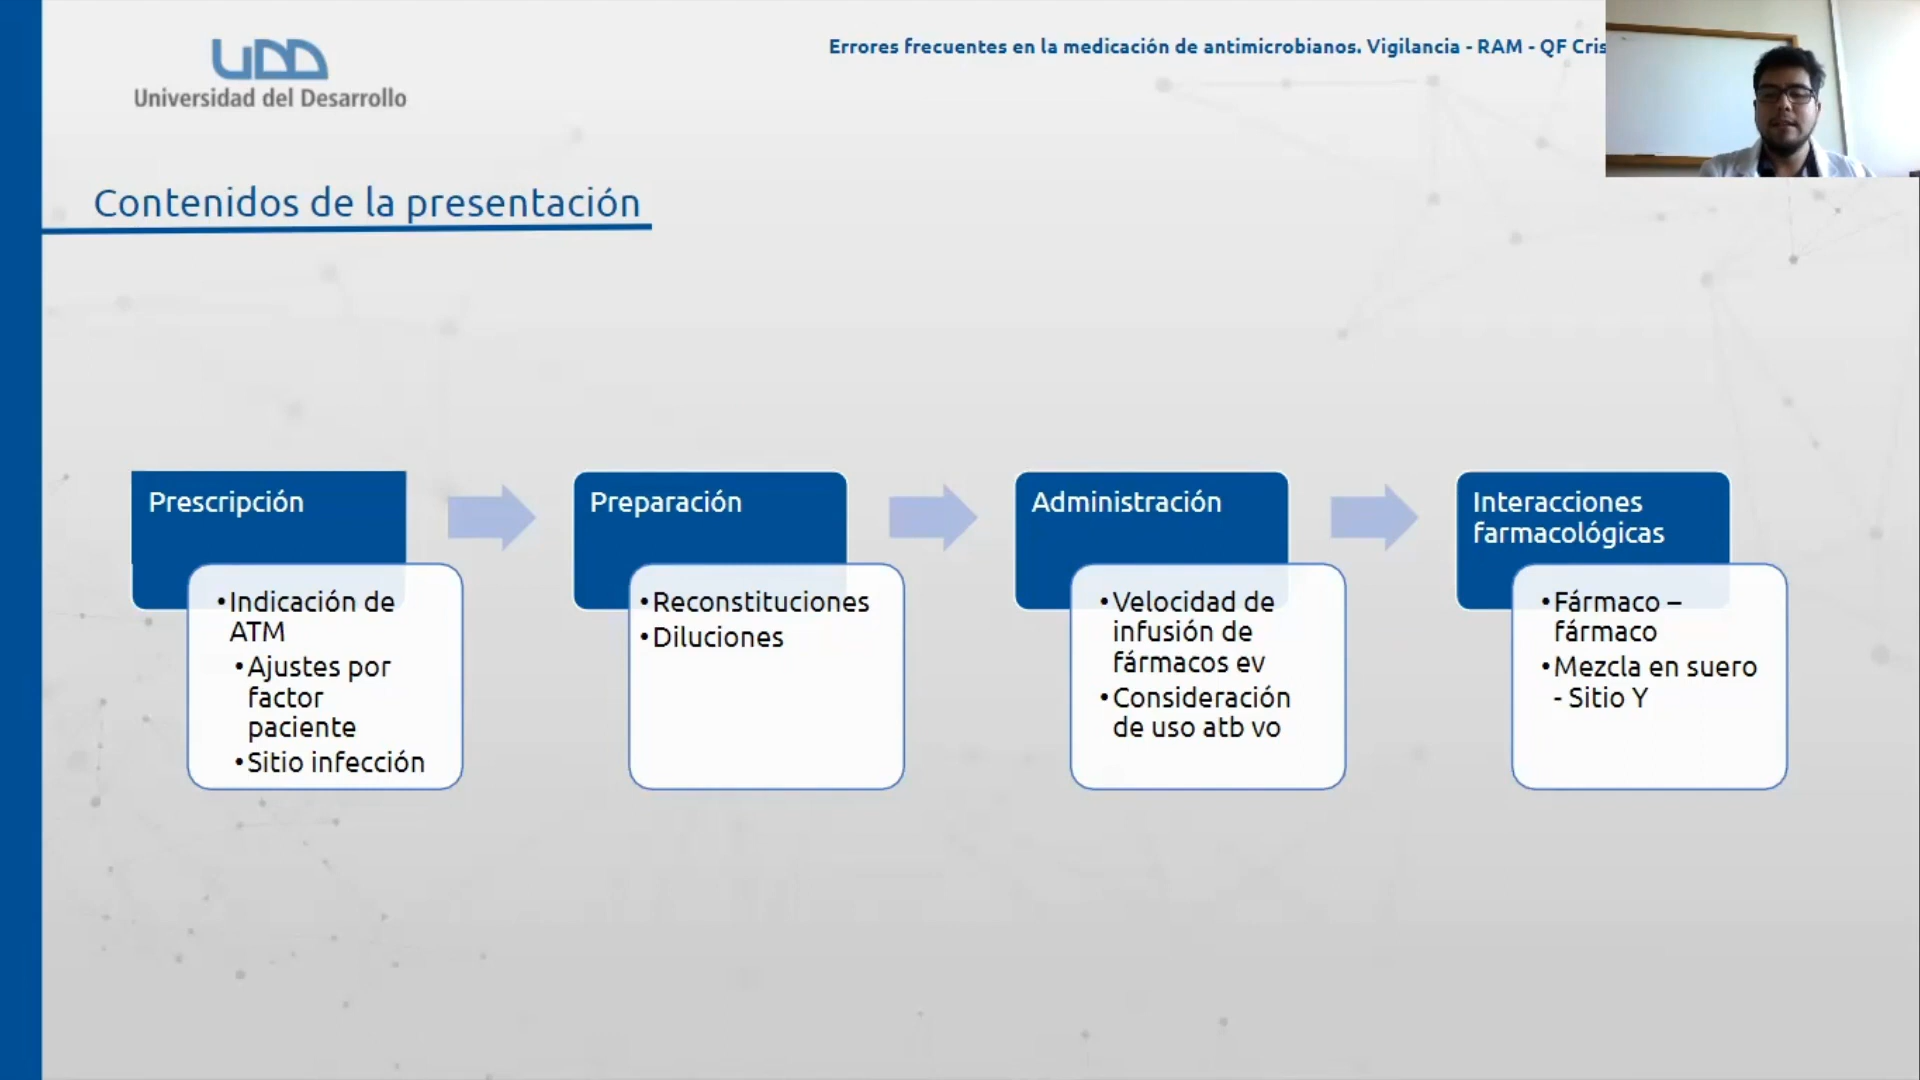 UDD
Universidad del Desarrollo
Errores frecuentes en la medicación de antimicrobianos. Vigilancia - RAM - QF
Contenidos de la presentación
Prescripción
•Indicación de
ATM
•Ajustes por
factor
paciente
•Sitio infección
Preparación
•Reconstituciones
•Diluciones
Administración
•Velocidad de
infusión de
fármacos ev
•Consideración
de uso atb vo
Interacciones
farmacológicas
•Fármaco –
fármaco
•Mezcla en suero
- Sitio Y